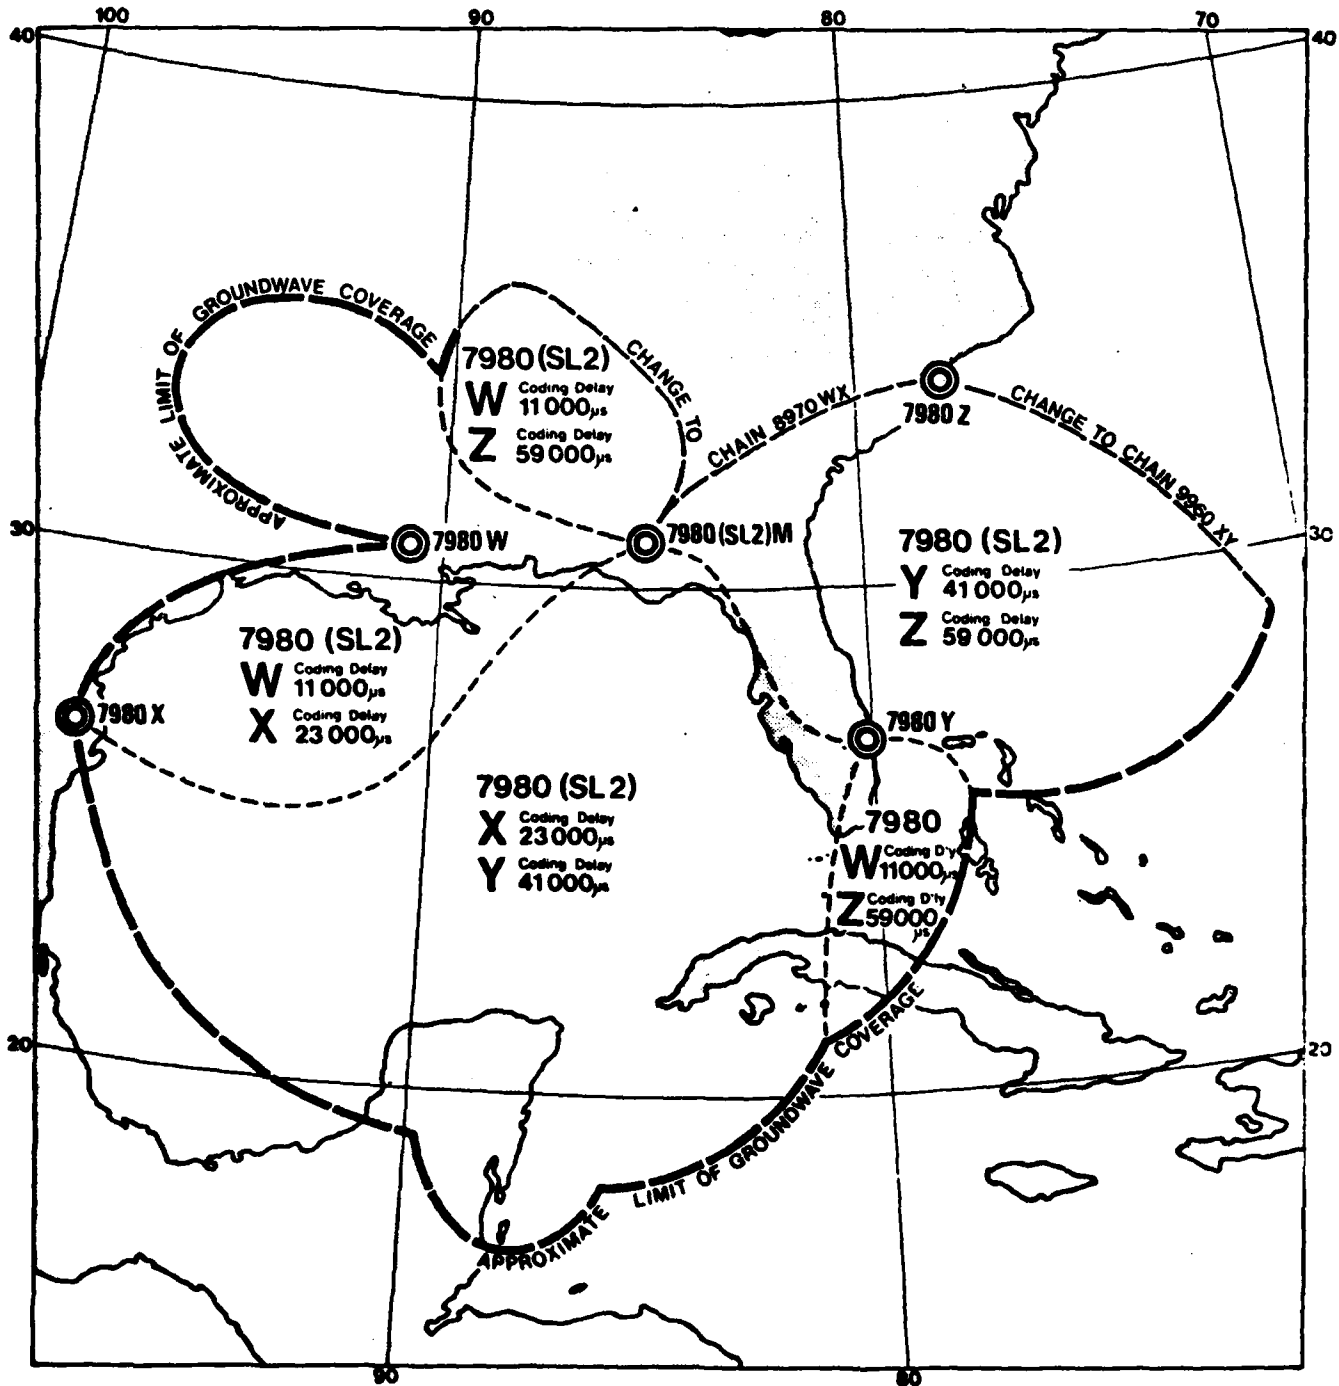 100 90 80 70
40 40
APPROXIMATE LIMIT OF GROUNDWAVE COVERAGE
7980 (SL2)
W Coding Delay
11 000µs
Z Coding Delay
59 000µs
CHANGE TO
CHAIN 8970 WX
7980 Z
CHANGE TO CHAIN 9960 XY
30 30
7980 W
7980 (SL2) M
7980 (SL2)
Y Coding Delay
41 000µs
Z Coding Delay
59 000µs
7980 (SL2)
W Coding Delay
11 000µs
X Coding Delay
23 000µs
7980 X
7980 Y
7980 (SL2)
X Coding Delay
23 000µs
Y Coding Delay
41 000µs
7980
W Coding D'y
11000µs
Z Coding D'ly
59000
µs
20 20
APPROXIMATE LIMIT OF GROUNDWAVE COVERAGE
90 80